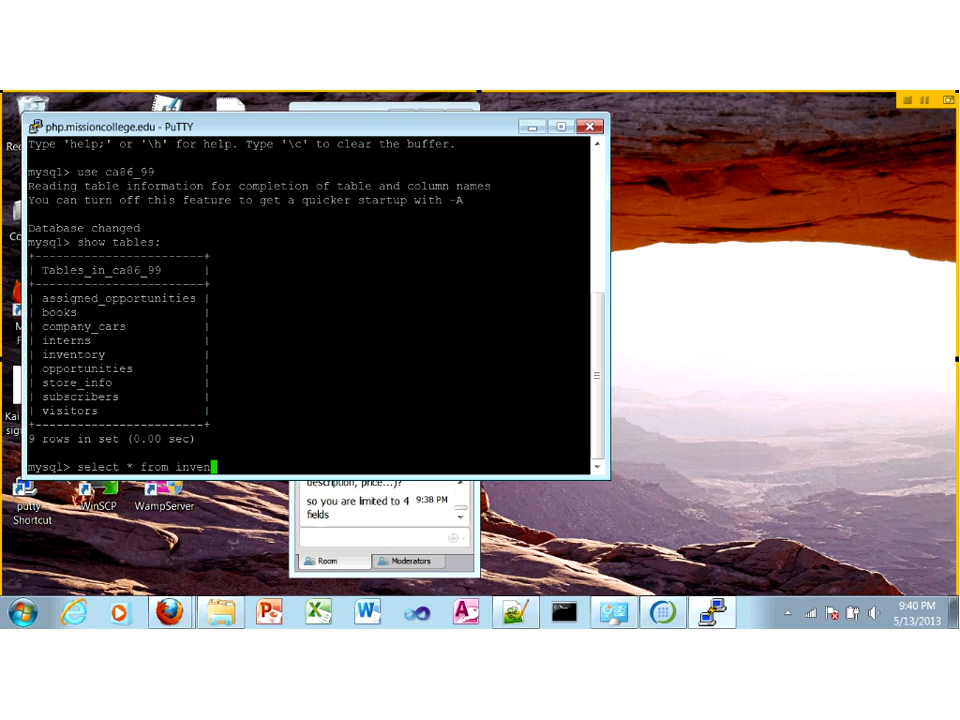 php.missioncollege.edu - PuTTY
Type 'help;' or '\h' for help. Type '\c' to clear the buffer.
mysql> use ca86_99
Reading table information for completion of table and column names
You can turn off this feature to get a quicker startup with -A
Database changed
mysql> show tables;
+------------------------+
| Tables_in_ca86_99 |
+------------------------+
| assigned_opportunities |
| books |
| company_cars |
| interns |
| inventory |
| opportunities |
| store_info |
| subscribers |
| visitors |
+------------------------+
9 rows in set (0.00 sec)
mysql> select * from inven
description, price...)?
so you are limited to 4 9:38 PM
fields
Room Moderators
putty
Shortcut
WinSCP
WampServer
Kai
9:40 PM
5/13/2013